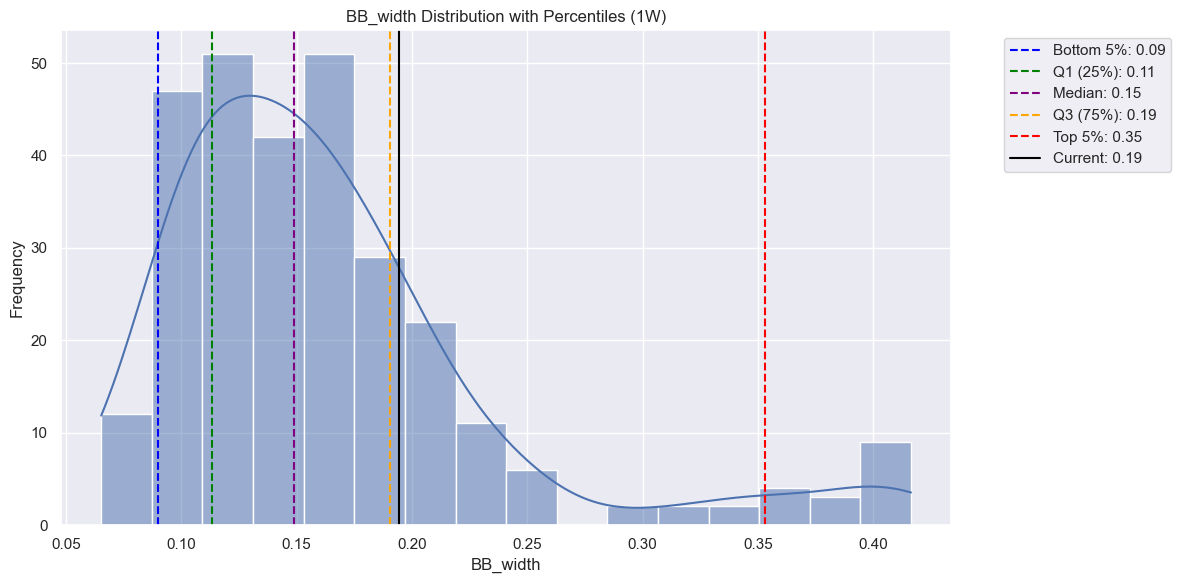 BB_width Distribution with Percentiles (1W)
Bottom 5%: 0.09
Q1 (25%): 0.11
Median: 0.15
Q3 (75%): 0.19
Top 5%: 0.35
Current: 0.19
Frequency
50
40
30
20
10
0
0.05 0.10 0.15 0.20 0.25 0.30 0.35 0.40
BB_width